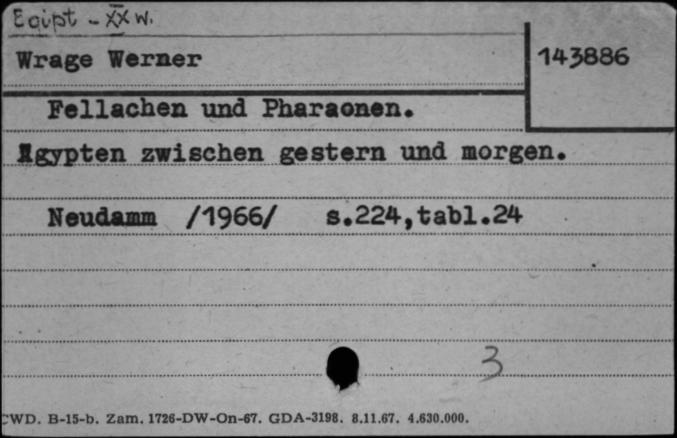 Egipt - XX w.
Wrage Werner
143886
Fellachen und Pharaonen.
Ägypten zwischen gestern und morgen.
Neudamm /1966/ s.224,tabl.24
3
CWD. B-15-b. Zam. 1726-DW-On-67. GDA-3198. 8.11.67. 4.630.000.